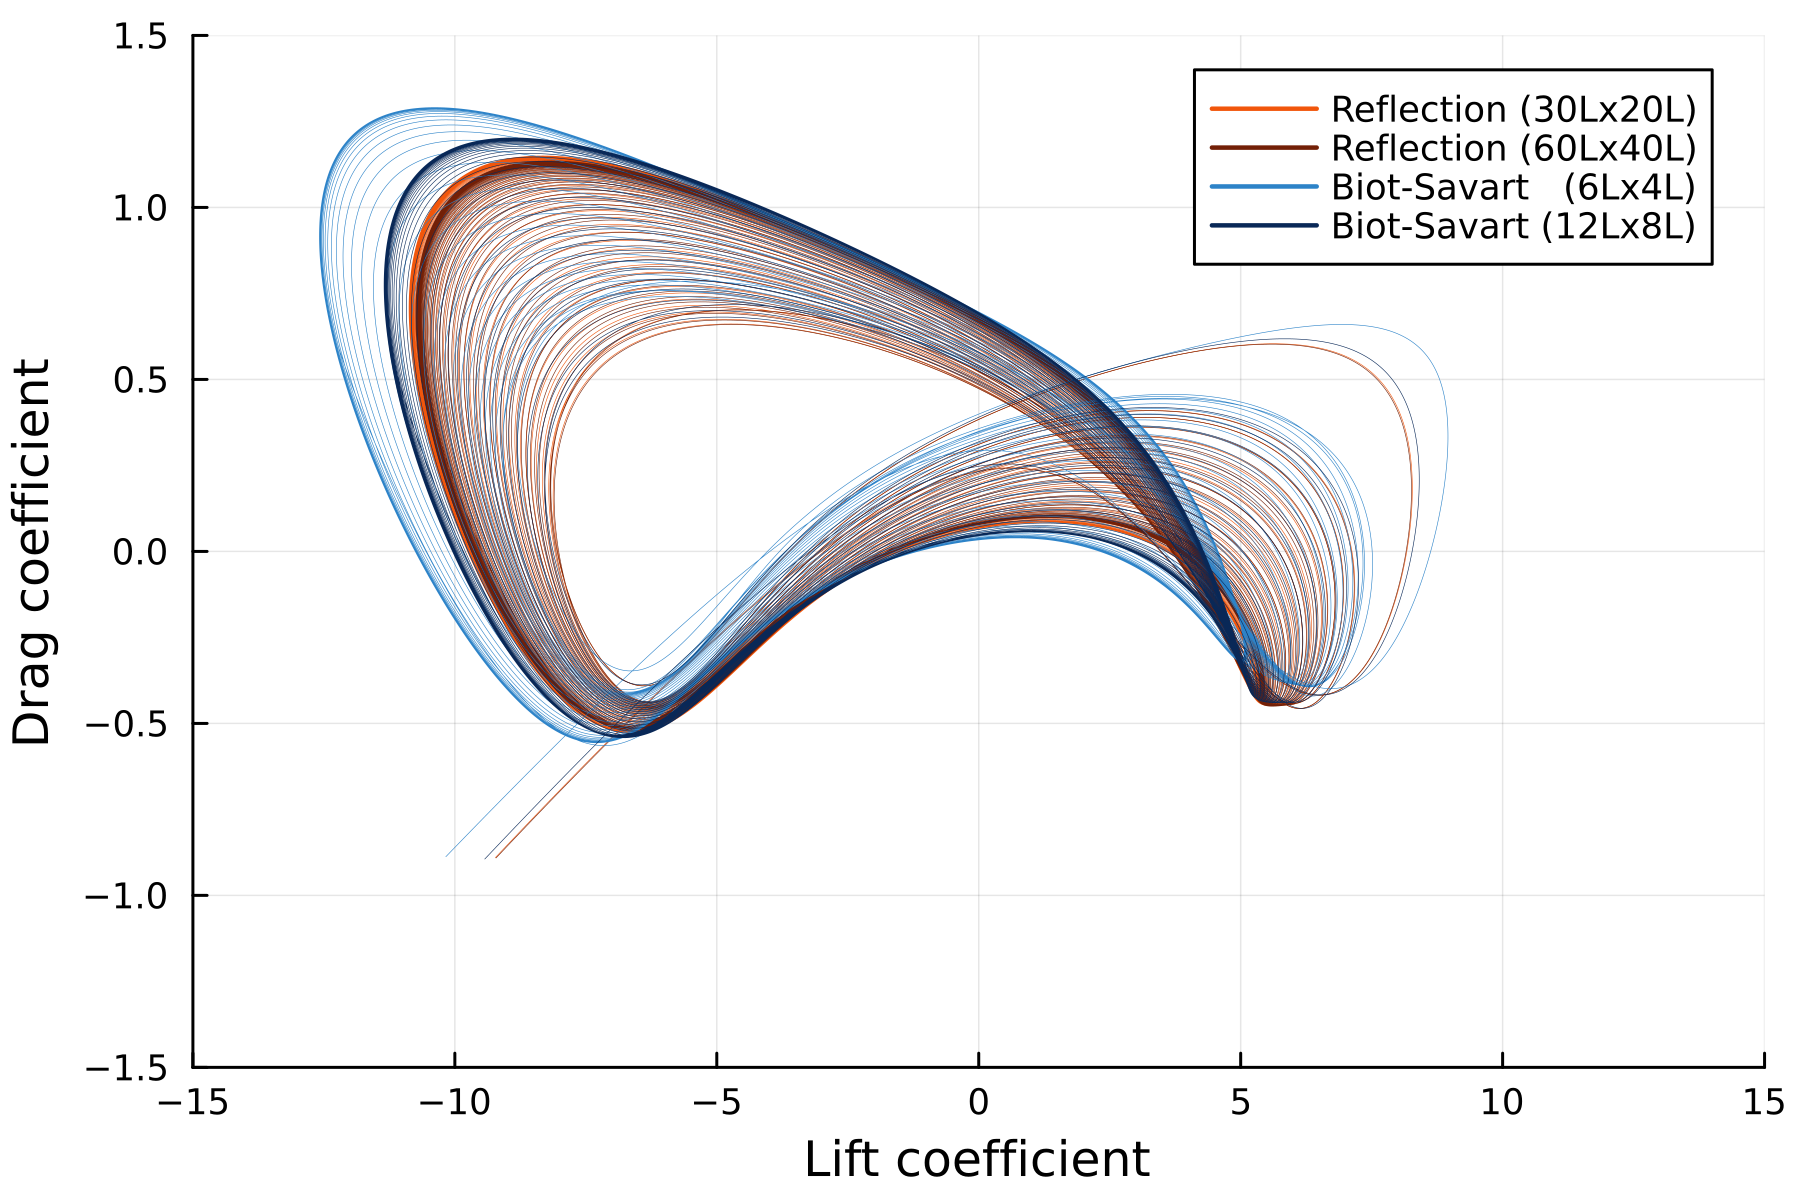 1.5
1.0
0.5
0.0
−0.5
−1.0
−1.5
Drag coefficient
Reflection (30Lx20L)
Reflection (60Lx40L)
Biot-Savart (6Lx4L)
Biot-Savart (12Lx8L)
−15 −10 −5 0 5 10 15
Lift coefficient